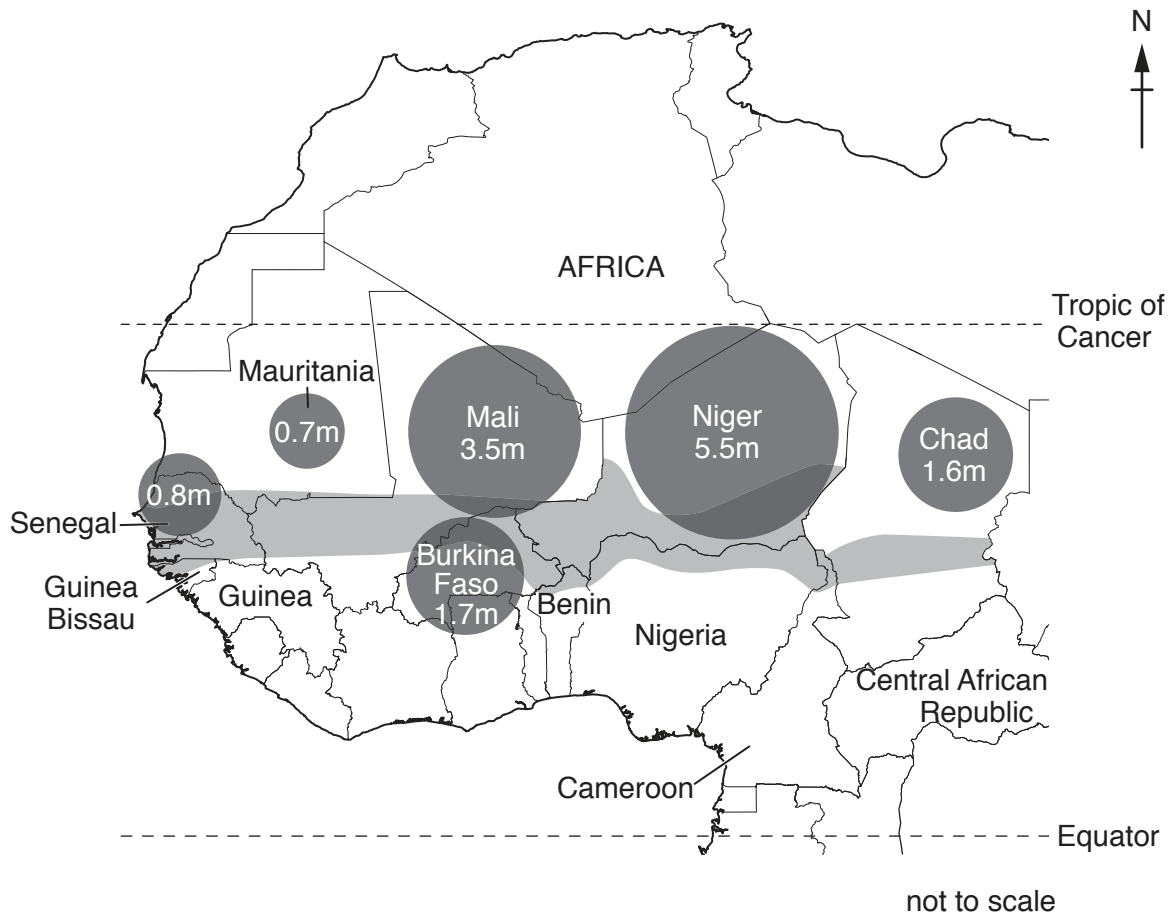 N
AFRICA
Tropic of
Cancer
Mauritania
0.7m
Mali
3.5m
Niger
5.5m
Chad
1.6m
0.8m
Senegal
Guinea
Bissau
Guinea
Burkina
Faso
1.7m
Benin
Nigeria
Central African
Republic
Cameroon
Equator
not to scale